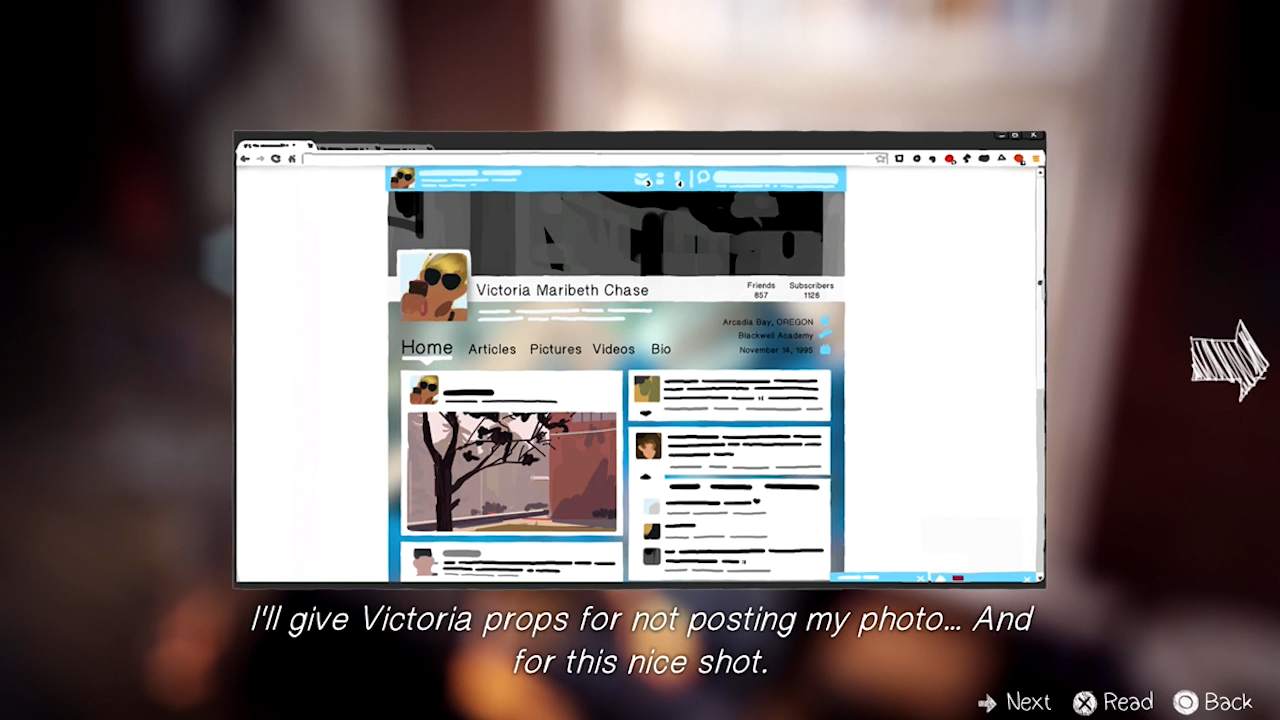 Victoria Maribeth Chase
Friends
857
Subscribers
1126
Arcadia Bay, OREGON
Blackwell Academy
November 14, 1995
Home Articles Pictures Videos Bio
I'll give Victoria props for not posting my photo... And
for this nice shot.
Next Read Back